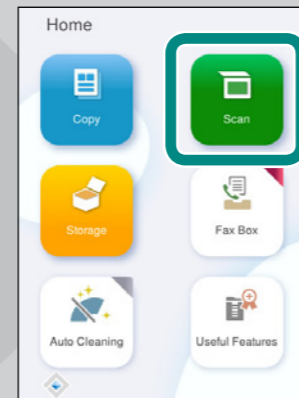 Home
Copy
Scan
Storage
Fax Box
Auto Cleaning
Useful Features